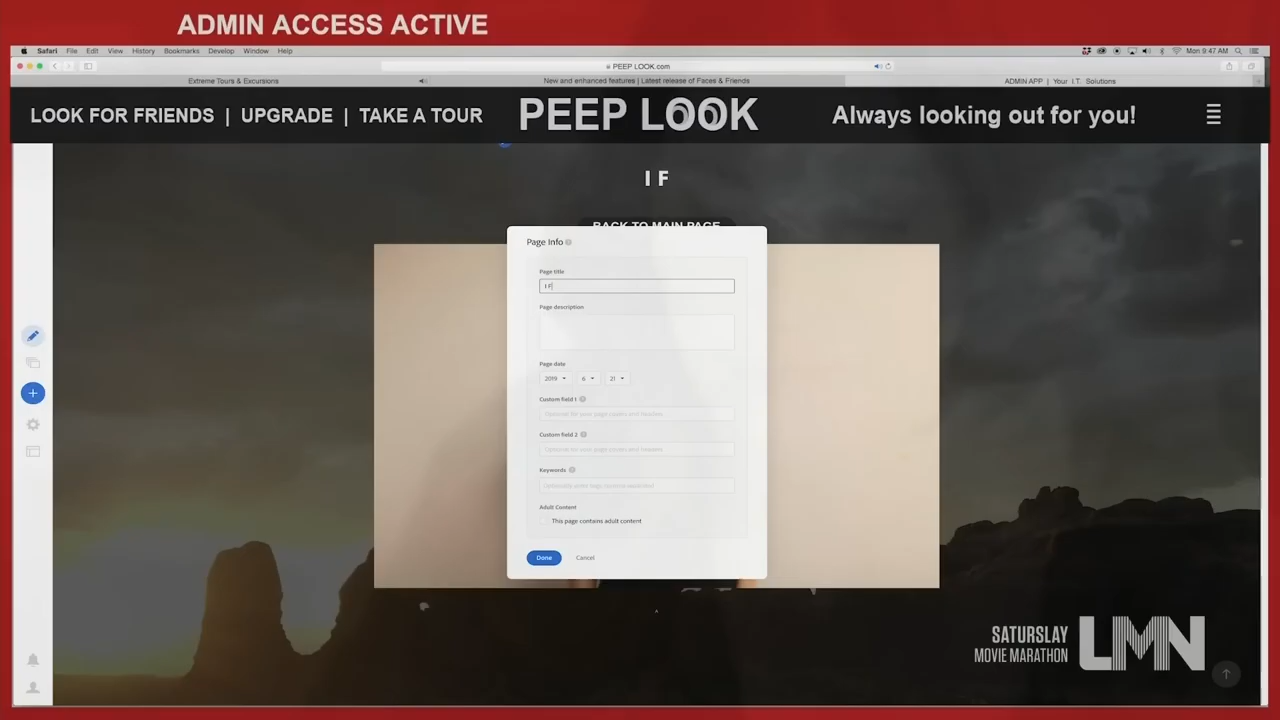 ADMIN ACCESS ACTIVE
Safari File Edit View History Bookmarks Develop Window Help
Mon 9:47 AM
PEEP LOOK.com
Extreme Tours & Excursions
New and enhanced features | Latest release of Faces & Friends
ADMIN APP | Your I.T. Solutions
LOOK FOR FRIENDS | UPGRADE | TAKE A TOUR
PEEP LOOK
Always looking out for you!
I F
BACK TO MAIN PAGE
Page Info
Page title
I F
Page description
Page date
2019 6 21
Custom field 1
Custom field 2
Keywords
Adult Content
This page contains adult content
Done Cancel
SATURSLAY
MOVIE MARATHON
LMN